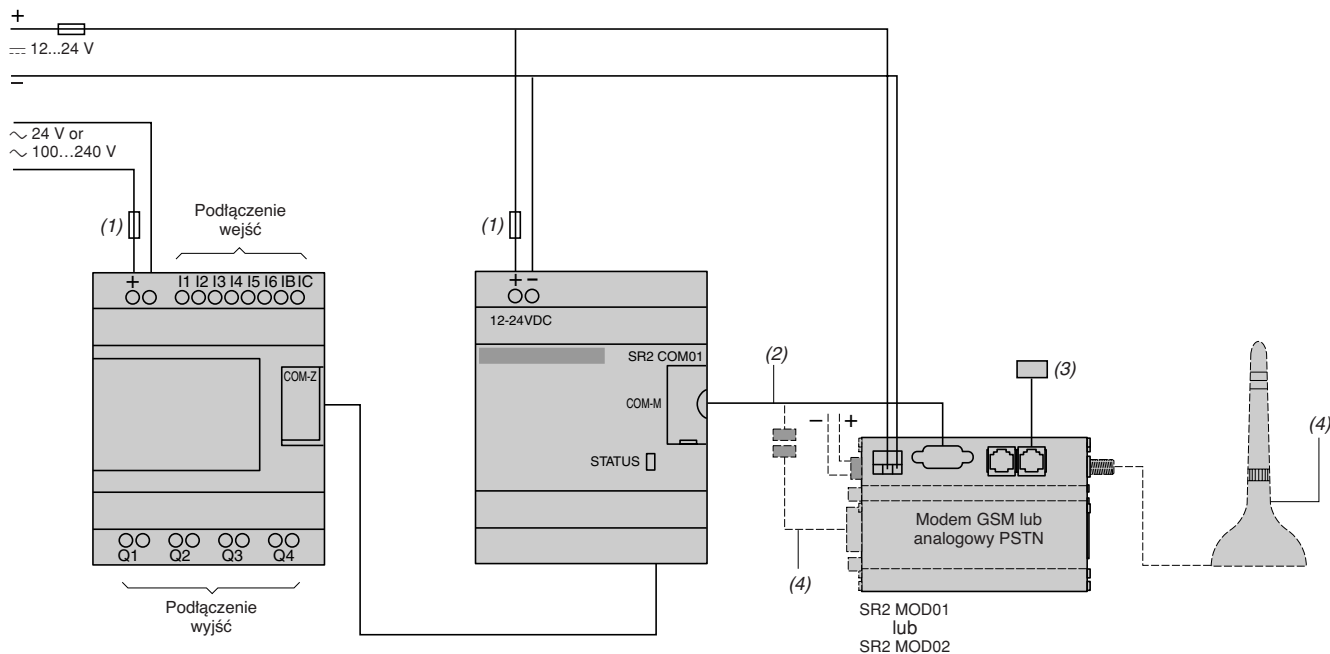 +
⎓ 12...24 V
–
∼ 24 V or
∼ 100...240 V
(1)
Podłączenie
wejść
(1)
+
I1 I2 I3 I4 I5 I6 IB IC
+ –
12-24VDC
SR2 COM01
COM-Z
COM-M
STATUS
(2)
(3)
(4)
– +
Modem GSM lub
analogowy PSTN
(4)
Q1 Q2 Q3 Q4
Podłączenie
wyjść
SR2 MOD01
lub
SR2 MOD02